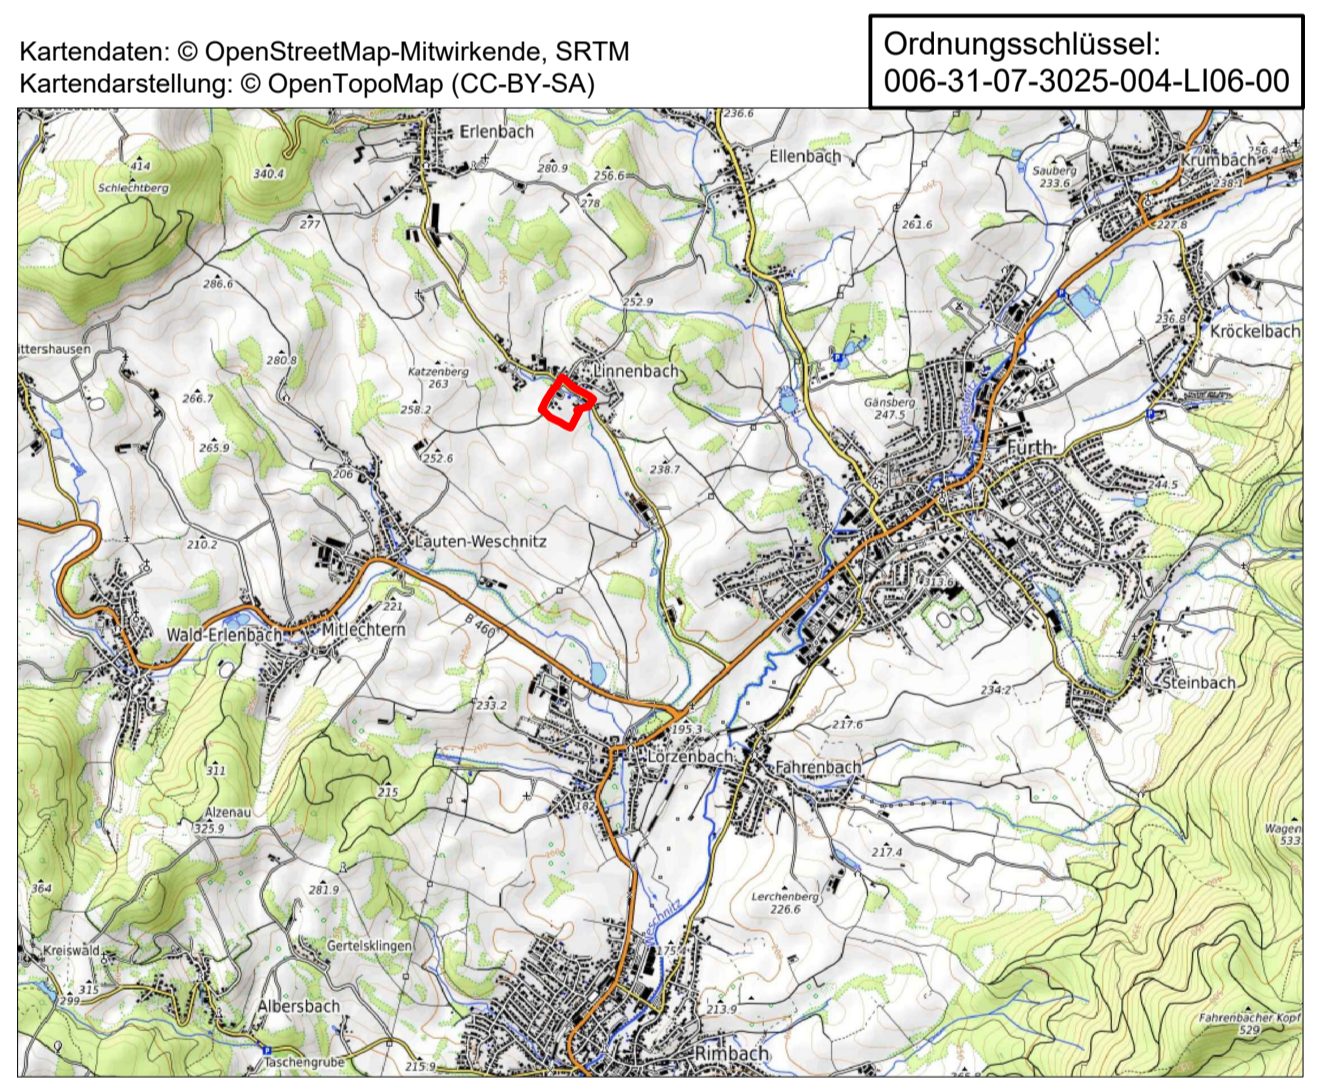 Kartendaten: © OpenStreetMap-Mitwirkende, SRTM
Kartendarstellung: © OpenTopoMap (CC-BY-SA)
Ordnungsschlüssel:
006-31-07-3025-004-LI06-00
236.6
Erlenbach
Ellenbach
256.4
Krumbach
414
Schlechtberg
340.4
280.9
256.6
Sauberg
233.6
238.1
278
277
261.6
227.8
286.6
252.9
236.8
Kröckelbach
ittershausen
280.8
Katzenberg
263
Linnenbach
266.7
258.2
Gänsberg
247.5
265.9
252.6
238.7
Fürth
206
244.5
210.2
Lauten-Weschnitz
313.6
221
B 460
Wald-Erlenbach
Mitlechtern
Steinbach
234.2
233.2
195.3
217.6
Lörzenbach
Fahrenbach
311
215
182
Alzenau
325.9
Wagen
533
217.4
364
281.9
Lerchenberg
226.6
Weschnitz
Kreiswald
Gertelsklingen
175.4
315
299
Albersbach
213.9
Fahrenbacher Kopf
529
Taschengrube
215.9
Rimbach